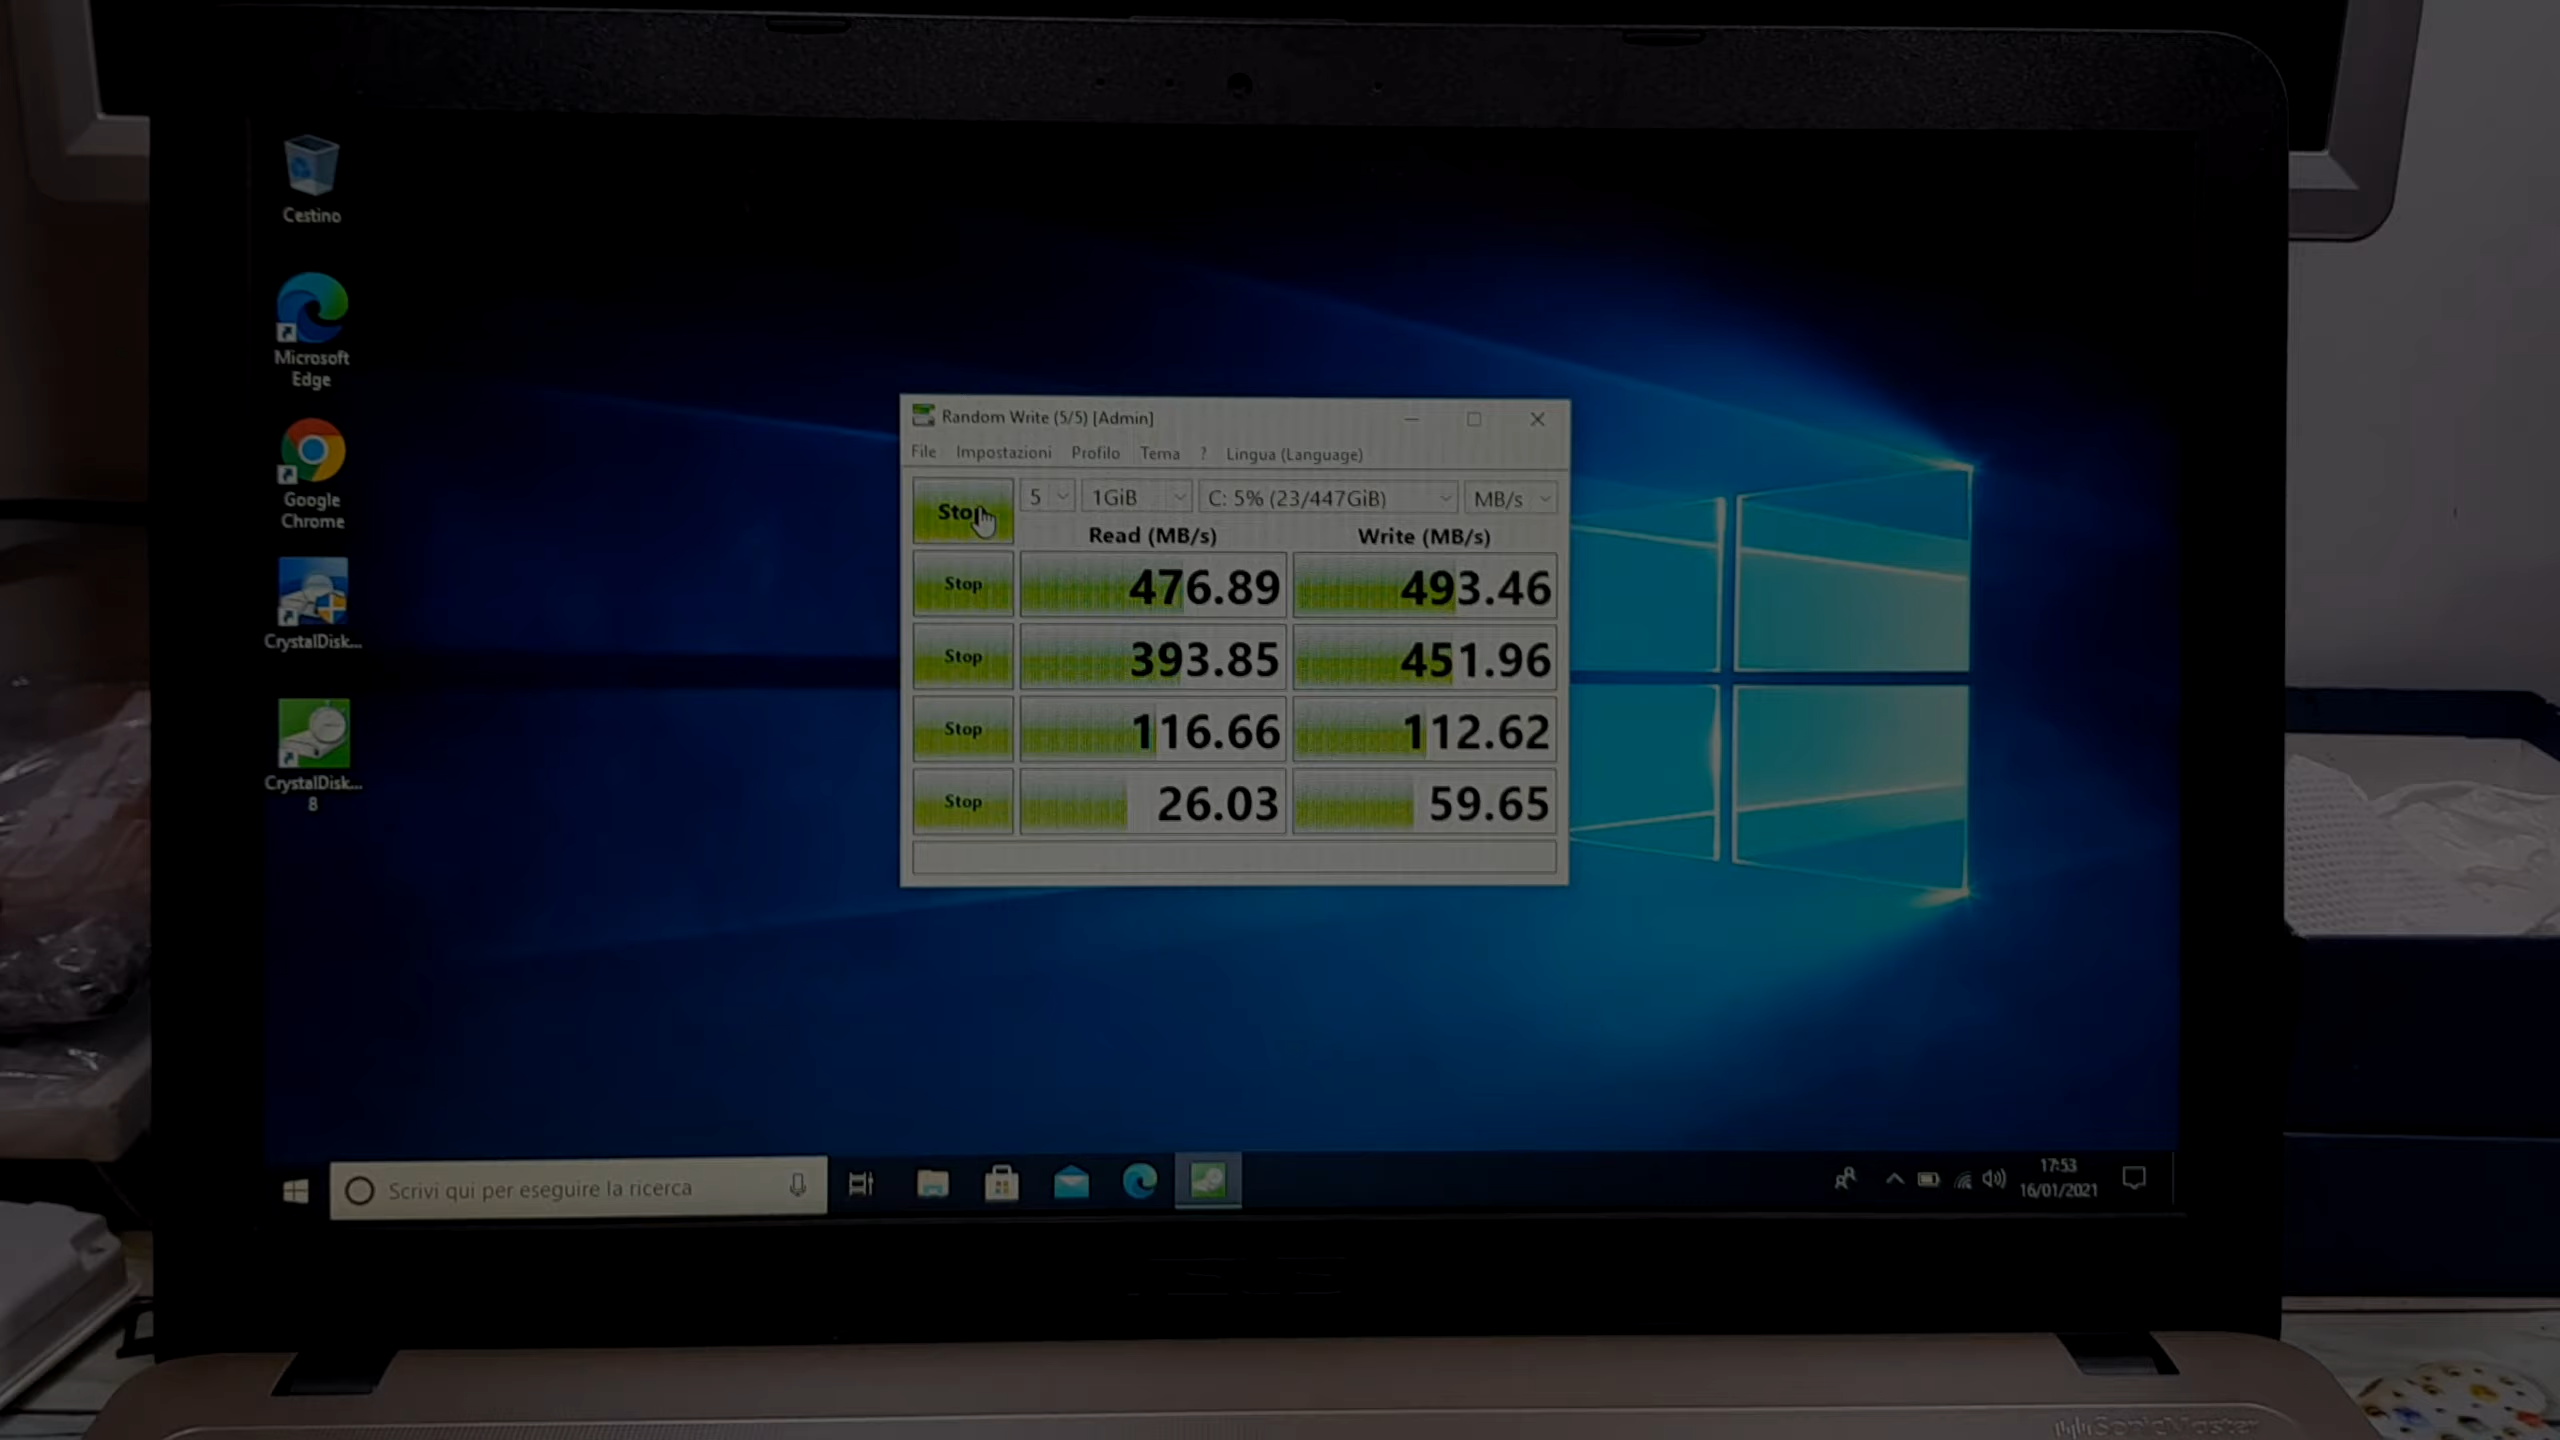 Cestino
Microsoft
Edge
Google
Chrome
CrystalDisk...
CrystalDisk...
8
Random Write (5/5) [Admin]
File Impostazioni Profilo Tema ? Lingua (Language)
Stop 5 1GiB C: 5% (23/447GiB) MB/s
Read (MB/s) Write (MB/s)
Stop 476.89 493.46
Stop 393.85 451.96
Stop 116.66 112.62
Stop 26.03 59.65
Scrivi qui per eseguire la ricerca
17:53
16/01/2021
SonicMaster